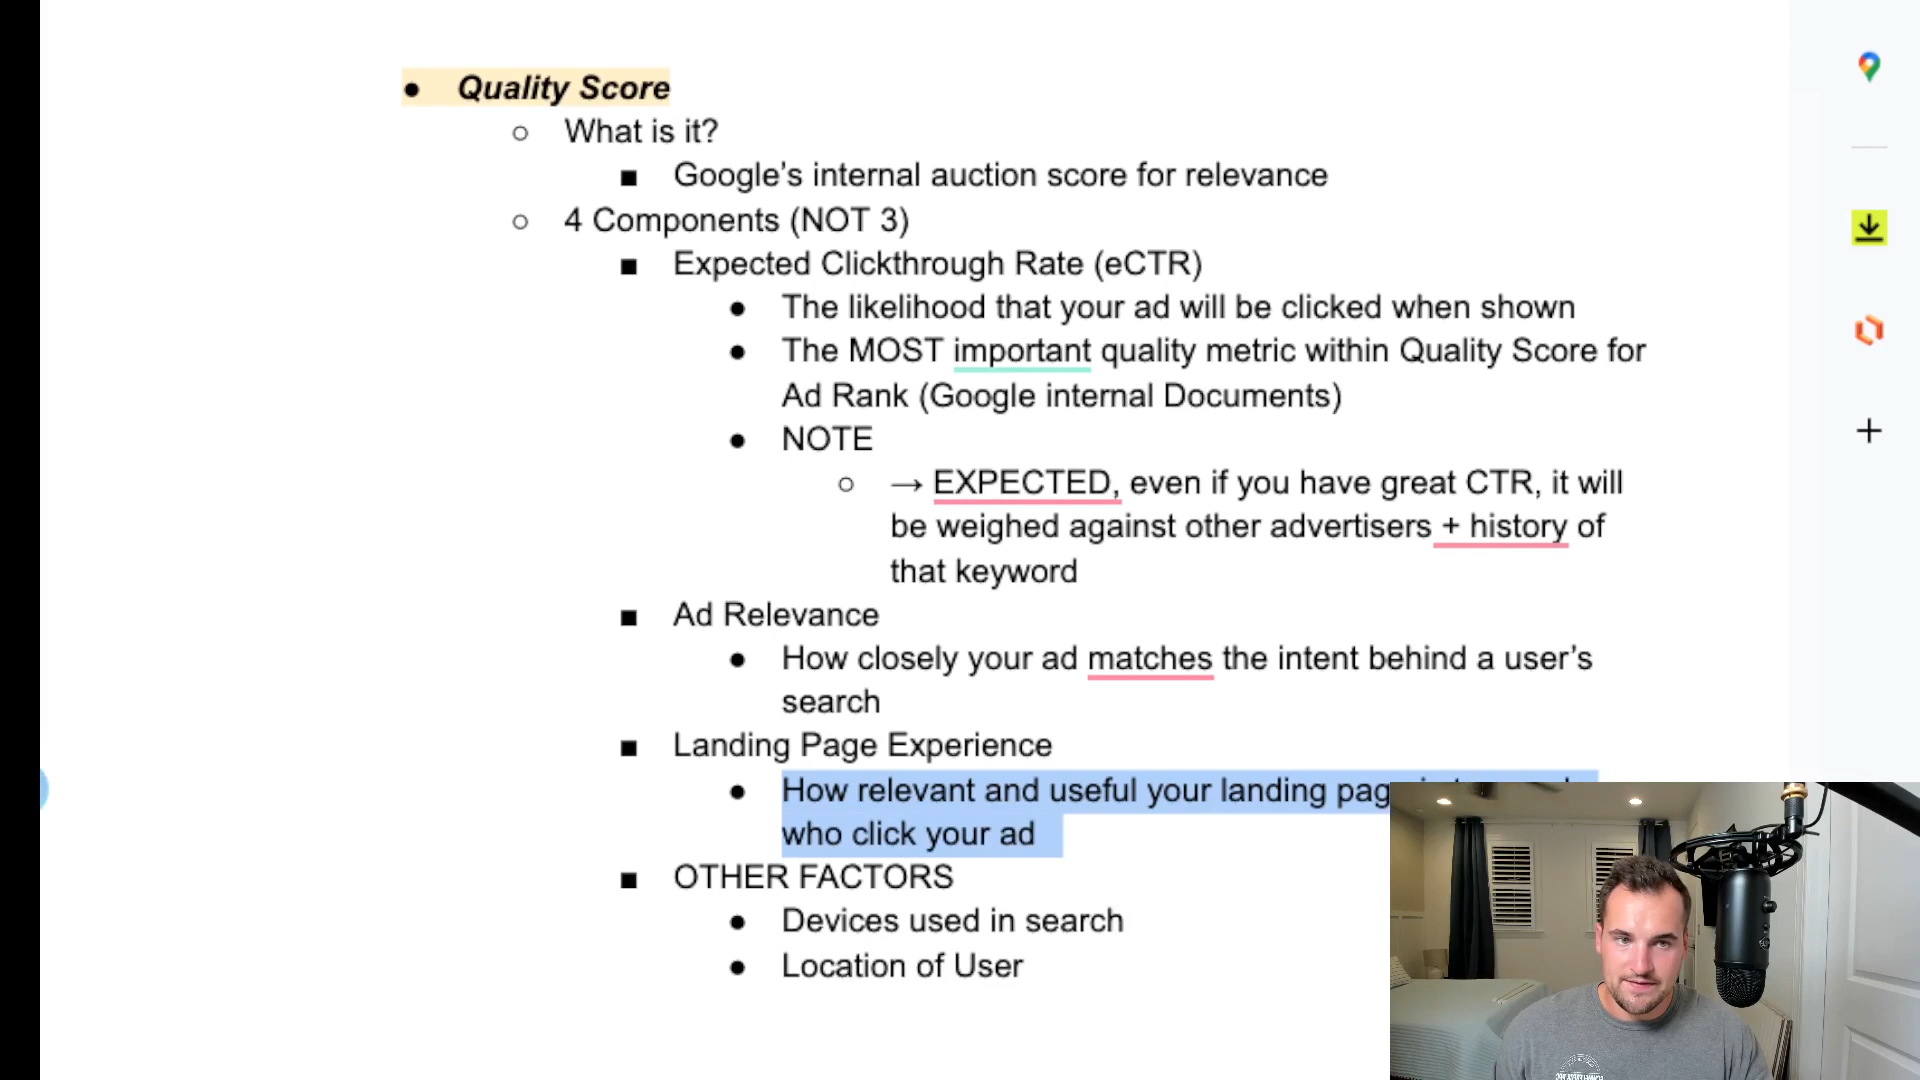 Quality Score
What is it?
Google's internal auction score for relevance
4 Components (NOT 3)
Expected Clickthrough Rate (eCTR)
The likelihood that your ad will be clicked when shown
The MOST important quality metric within Quality Score for
Ad Rank (Google internal Documents)
NOTE
→ EXPECTED, even if you have great CTR, it will
be weighed against other advertisers + history of
that keyword
Ad Relevance
How closely your ad matches the intent behind a user's
search
Landing Page Experience
How relevant and useful your landing
who click your ad
OTHER FACTORS
Devices used in search
Location of User